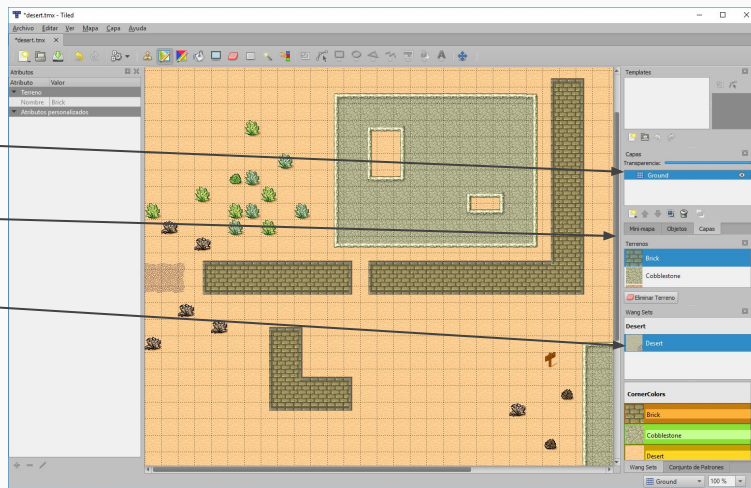 *desert.tmx - Tiled
Archivo Editar Ver Mapa Capa Ayuda
*desert.tmx
Atributos
Atributo Valor
Terreno
Nombre Brick
Atributos personalizados
Templates
Capas
Transparencia:
Ground
Mini-mapa Objetos Capas
Terrenos
Brick
Cobblestone
Eliminar Terreno
Wang Sets
Desert
Desert
CornerColors
Brick
Cobblestone
Desert
Wang Sets Conjunto de Patrones
Ground 100 %